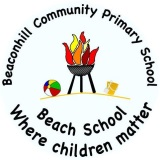 Beaconhill Community Primary School
Beach School
Where children matter